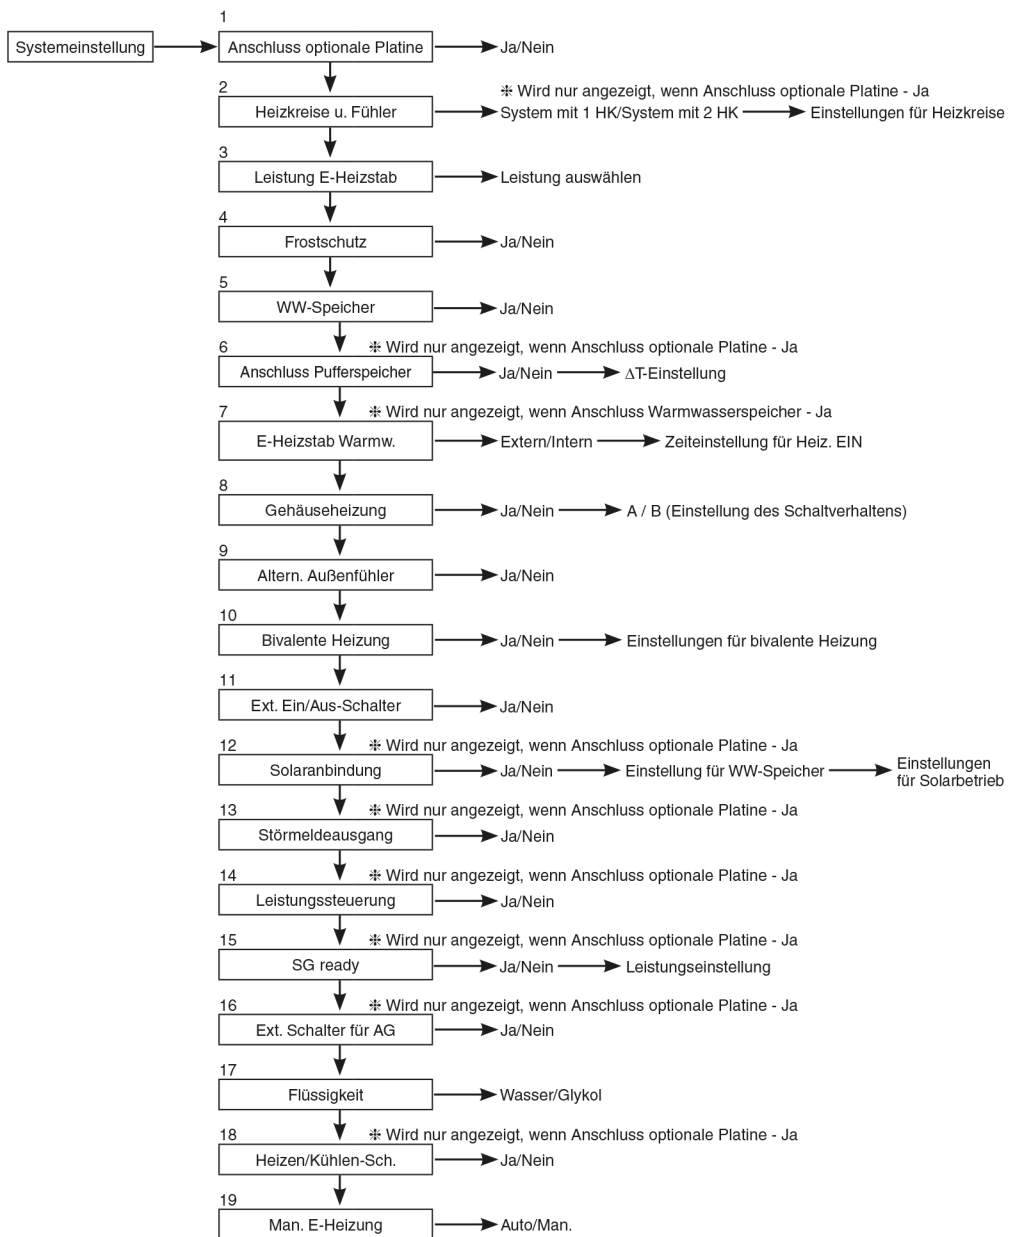 1
Systemeinstellung
Anschluss optionale Platine
Ja/Nein
2
❈ Wird nur angezeigt, wenn Anschluss optionale Platine - Ja
Heizkreise u. Fühler
System mit 1 HK/System mit 2 HK
Einstellungen für Heizkreise
3
Leistung E-Heizstab
Leistung auswählen
4
Frostschutz
Ja/Nein
5
WW-Speicher
Ja/Nein
6
❈ Wird nur angezeigt, wenn Anschluss optionale Platine - Ja
Anschluss Pufferspeicher
Ja/Nein
ΔT-Einstellung
7
❈ Wird nur angezeigt, wenn Anschluss Warmwasserspeicher - Ja
E-Heizstab Warmw.
Extern/Intern
Zeiteinstellung für Heiz. EIN
8
Gehäuseheizung
Ja/Nein
A / B (Einstellung des Schaltverhaltens)
9
Altern. Außenfühler
Ja/Nein
10
Bivalente Heizung
Ja/Nein
Einstellungen für bivalente Heizung
11
Ext. Ein/Aus-Schalter
Ja/Nein
12
❈ Wird nur angezeigt, wenn Anschluss optionale Platine - Ja
Solaranbindung
Ja/Nein
Einstellung für WW-Speicher
Einstellungen
für Solarbetrieb
13
❈ Wird nur angezeigt, wenn Anschluss optionale Platine - Ja
Störmeldeausgang
Ja/Nein
14
❈ Wird nur angezeigt, wenn Anschluss optionale Platine - Ja
Leistungssteuerung
Ja/Nein
15
❈ Wird nur angezeigt, wenn Anschluss optionale Platine - Ja
SG ready
Ja/Nein
Leistungseinstellung
16
❈ Wird nur angezeigt, wenn Anschluss optionale Platine - Ja
Ext. Schalter für AG
Ja/Nein
17
Flüssigkeit
Wasser/Glykol
18
❈ Wird nur angezeigt, wenn Anschluss optionale Platine - Ja
Heizen/Kühlen-Sch.
Ja/Nein
19
Man. E-Heizung
Auto/Man.